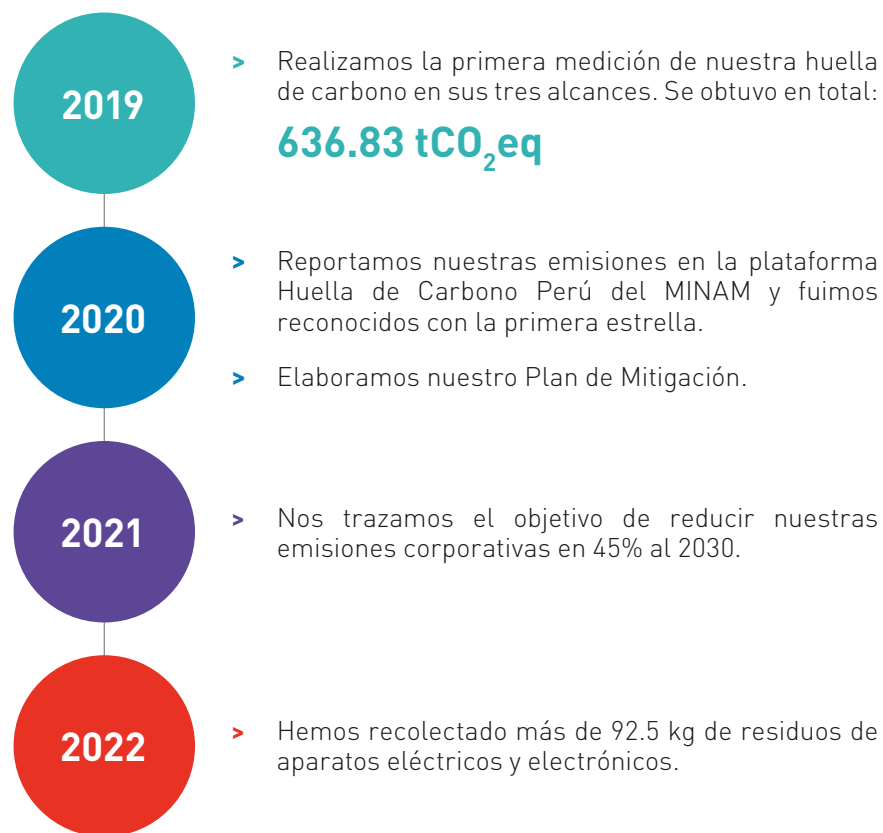 2019
> Realizamos la primera medición de nuestra huella
de carbono en sus tres alcances. Se obtuvo en total:
636.83 tCO₂eq
2020
> Reportamos nuestras emisiones en la plataforma
Huella de Carbono Perú del MINAM y fuimos
reconocidos con la primera estrella.
> Elaboramos nuestro Plan de Mitigación.
2021
> Nos trazamos el objetivo de reducir nuestras
emisiones corporativas en 45% al 2030.
2022
> Hemos recolectado más de 92.5 kg de residuos de
aparatos eléctricos y electrónicos.